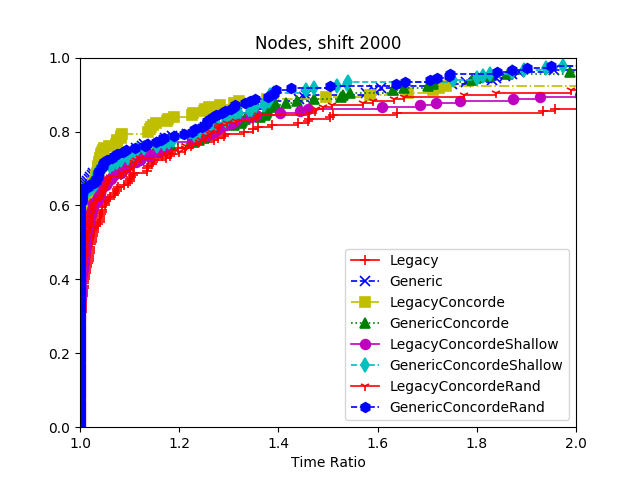 Nodes, shift 2000
1.0
0.8
0.6
0.4
0.2
0.0
Legacy
Generic
LegacyConcorde
GenericConcorde
LegacyConcordeShallow
GenericConcordeShallow
LegacyConcordeRand
GenericConcordeRand
1.0 1.2 1.4 1.6 1.8 2.0
Time Ratio